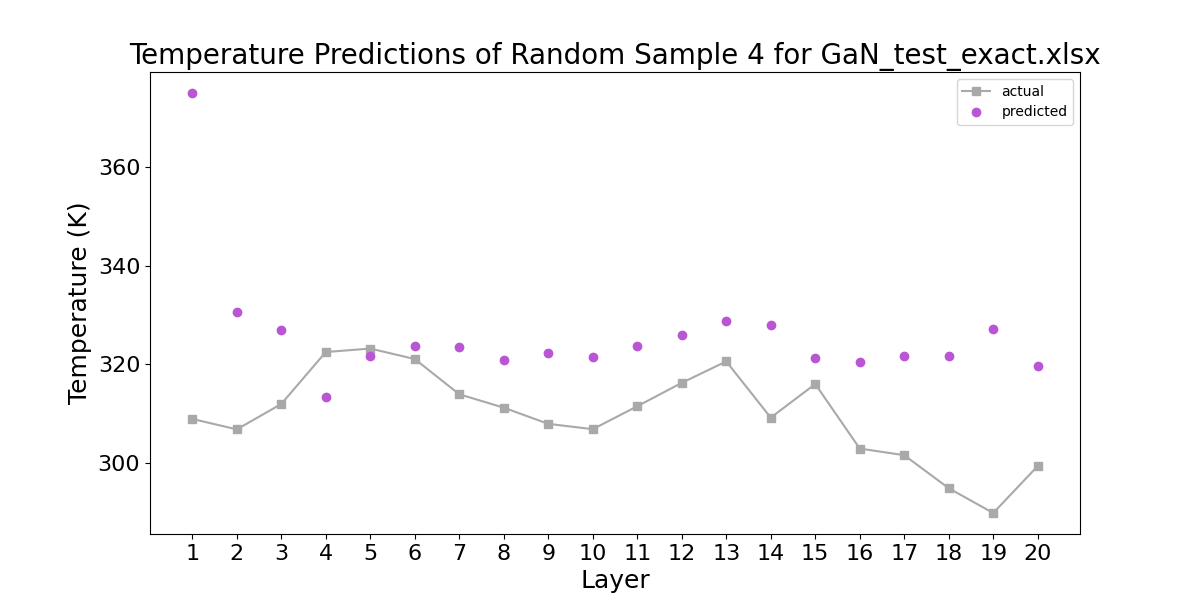 Temperature Predictions of Random Sample 4 for GaN_test_exact.xlsx
actual
predicted
360
340
320
300
Temperature (K)
1 2 3 4 5 6 7 8 9 10 11 12 13 14 15 16 17 18 19 20
Layer